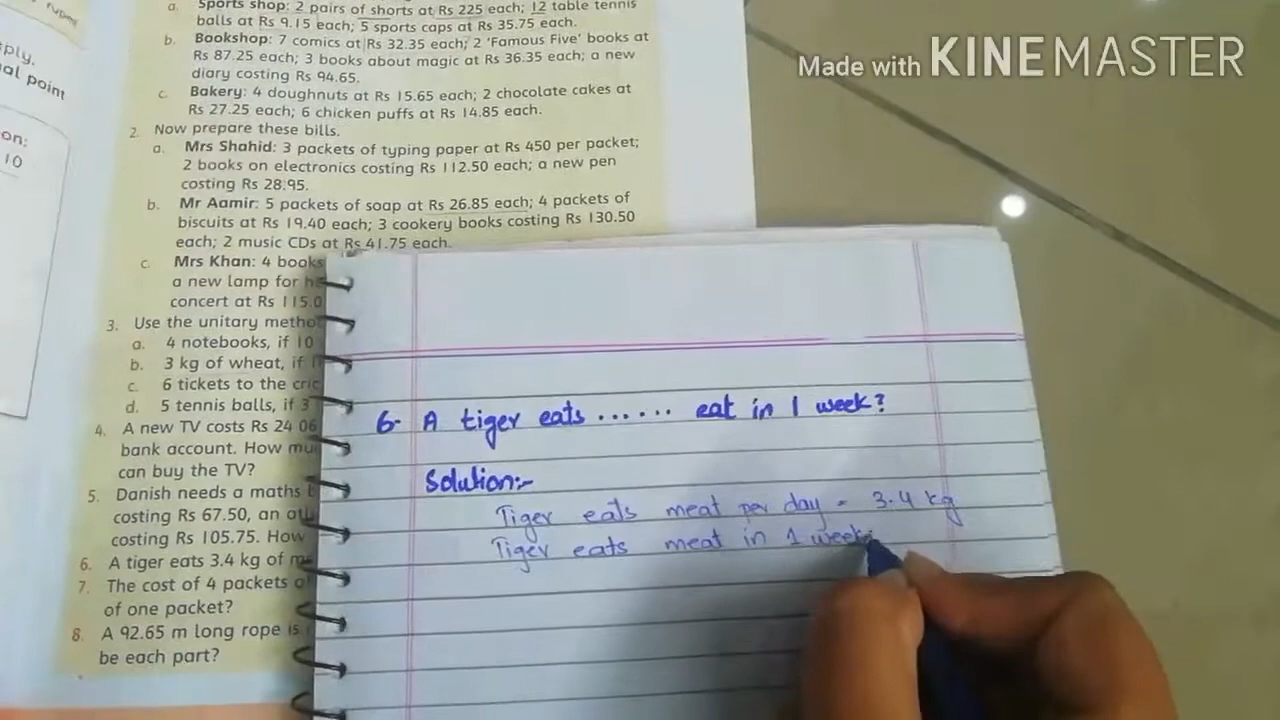 rupees
ply.
al point
on:
10
a. Sports shop: 2 pairs of shorts at Rs 225 each; 12 table tennis
balls at Rs 9.15 each; 5 sports caps at Rs 35.75 each.
b. Bookshop: 7 comics at Rs 32.35 each; 2 'Famous Five' books at
Rs 87.25 each; 3 books about magic at Rs 36.35 each; a new
diary costing Rs 94.65.
c. Bakery: 4 doughnuts at Rs 15.65 each; 2 chocolate cakes at
Rs 27.25 each; 6 chicken puffs at Rs 14.85 each.
2. Now prepare these bills.
a. Mrs Shahid: 3 packets of typing paper at Rs 450 per packet;
2 books on electronics costing Rs 112.50 each; a new pen
costing Rs 28.95.
b. Mr Aamir: 5 packets of soap at Rs 26.85 each; 4 packets of
biscuits at Rs 19.40 each; 3 cookery books costing Rs 130.50
each; 2 music CDs at Rs 41.75 each.
c. Mrs Khan: 4 books
a new lamp for
concert at Rs 115.0
3. Use the unitary metho
a. 4 notebooks, if 10
b. 3 kg of wheat, if
c. 6 tickets to the cric
d. 5 tennis balls, if 3
4. A new TV costs Rs 24 06
bank account. How mu
can buy the TV?
5. Danish needs a maths
costing Rs 67.50, an
costing Rs 105.75. How
6. A tiger eats 3.4 kg of
7. The cost of 4 packets o
of one packet?
8. A 92.65 m long rope is
be each part?
Made with KINEMASTER
6- A tiger eats ...... eat in 1 week?
Solution:-
Tiger eats meat per day = 3.4 kg
Tiger eats meat in 1 week